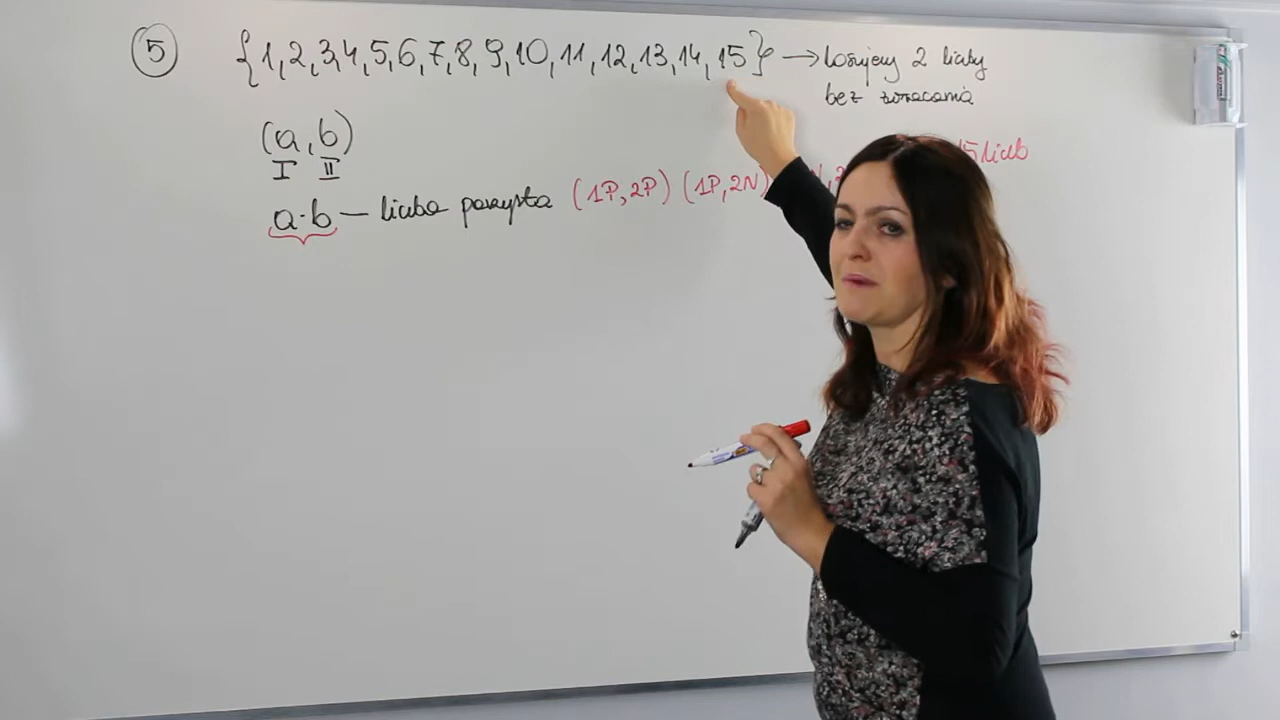 5 {1,2,3,4,5,6,7,8,9,10,11,12,13,14,15} → losujemy 2 liczby
bez zwracania
(a,b)
I II
15 liczb
a·b — liczba parzysta (1P,2P) (1P,2N) N,2